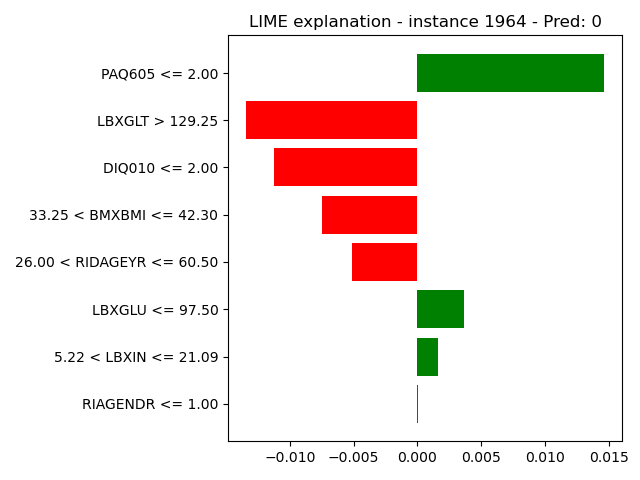 LIME explanation - instance 1964 - Pred: 0
PAQ605 <= 2.00
LBXGLT > 129.25
DIQ010 <= 2.00
33.25 < BMXBMI <= 42.30
26.00 < RIDAGEYR <= 60.50
LBXGLU <= 97.50
5.22 < LBXIN <= 21.09
RIAGENDR <= 1.00
−0.010 −0.005 0.000 0.005 0.010 0.015